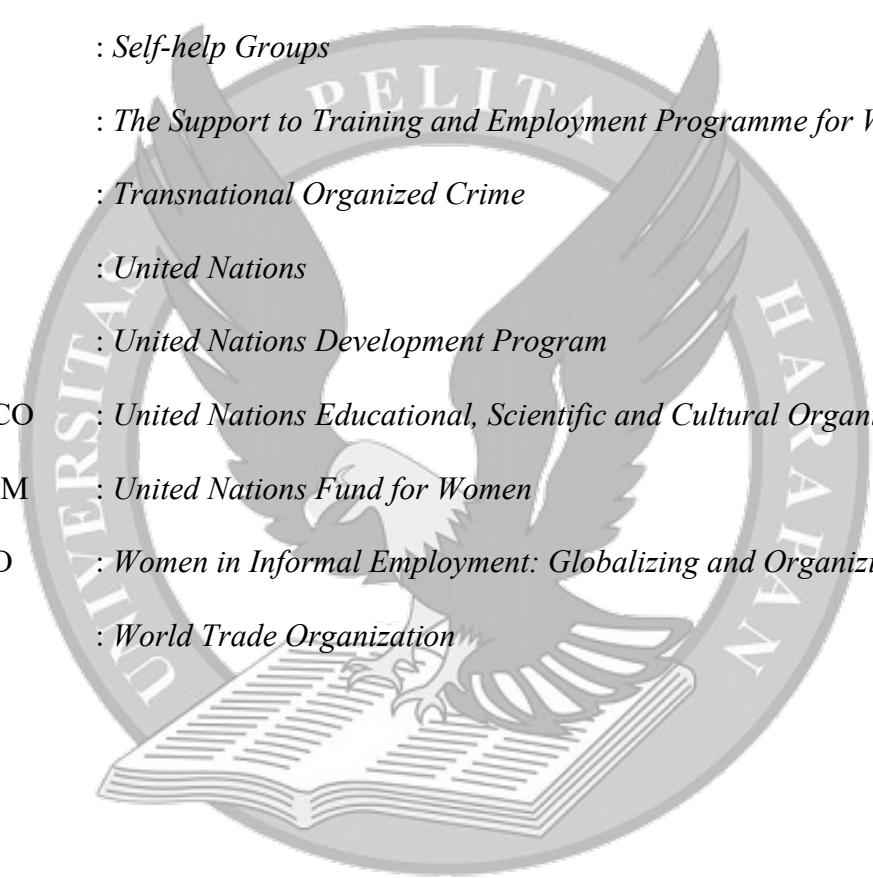 : Self-help Groups
: The Support to Training and Employment Programme for
: Transnational Organized Crime
: United Nations
: United Nations Development Program
CO : United Nations Educational, Scientific and Cultural
M : United Nations Fund for Women
O : Women in Informal Employment: Globalizing and
: World Trade Organization
UNIVERSITAS PELITA HARAPAN